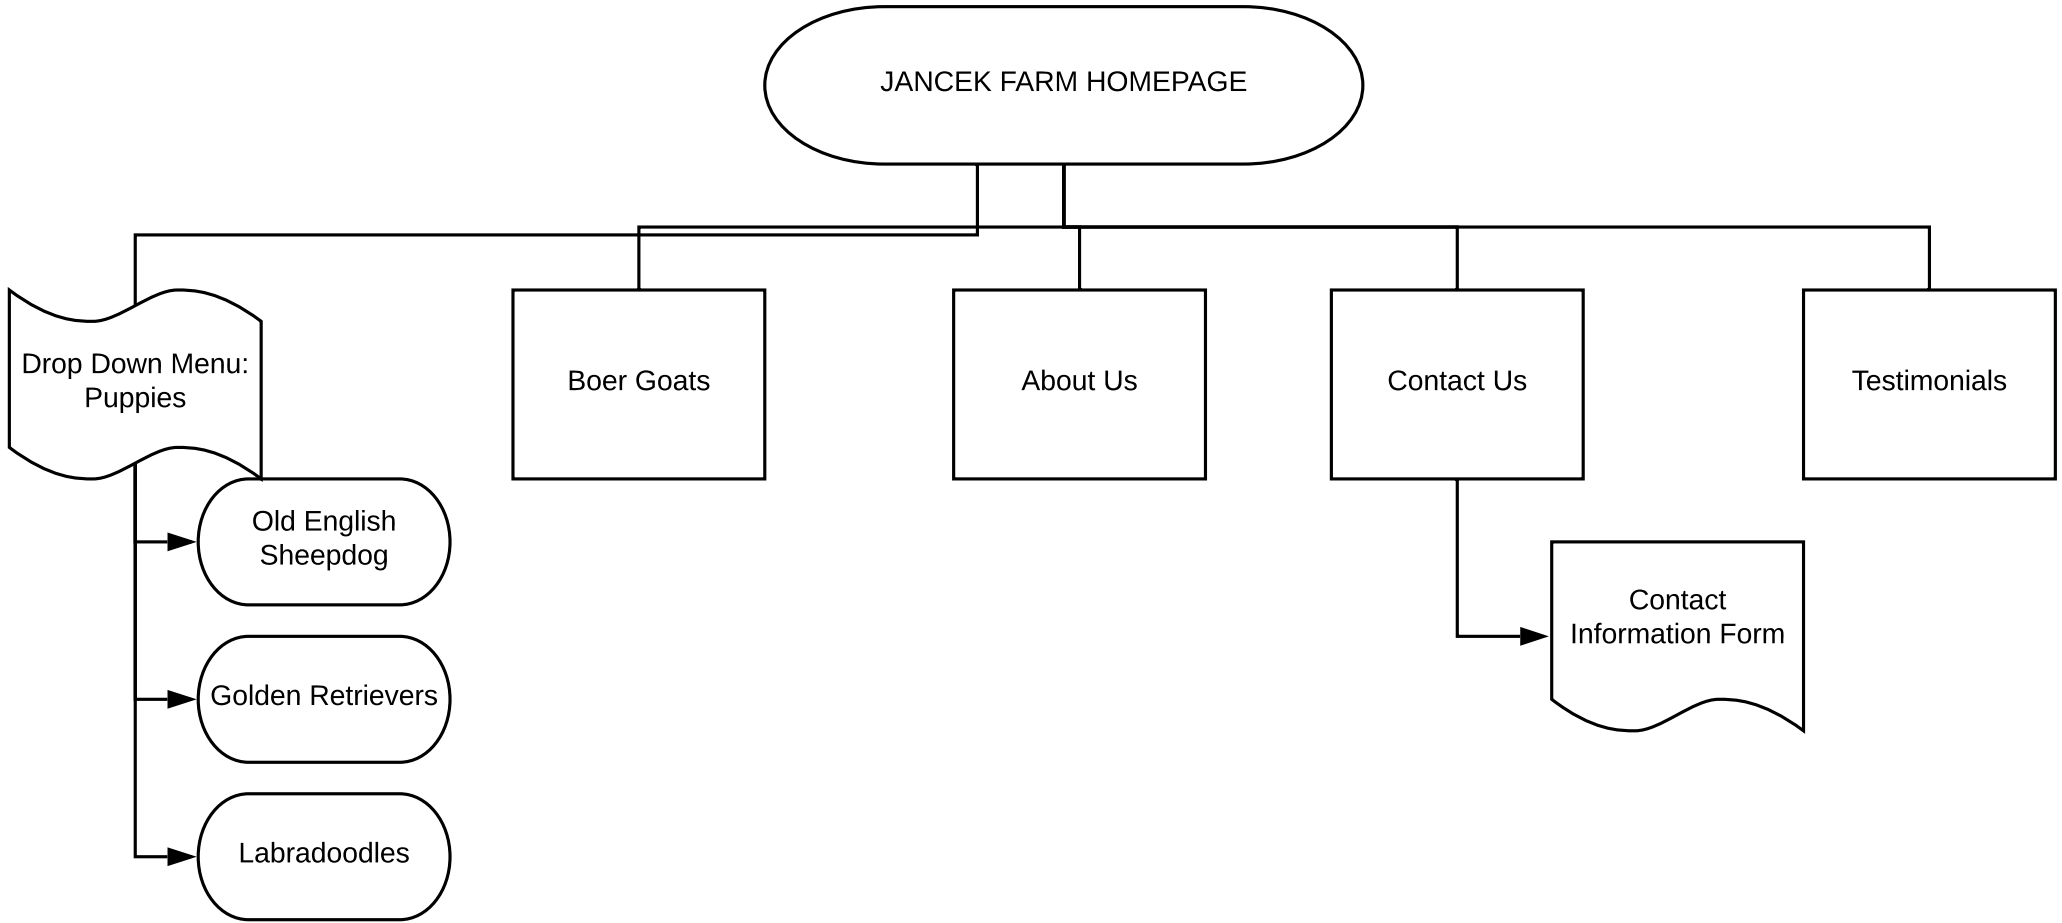 JANCEK FARM HOMEPAGE
Drop Down Menu:
Puppies
Boer Goats
About Us
Contact Us
Testimonials
Old English
Sheepdog
Golden Retrievers
Labradoodles
Contact
Information Form